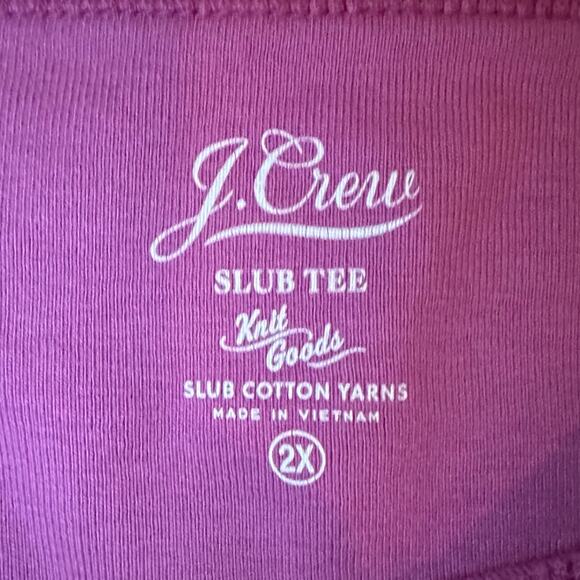 J.Crew
SLUB TEE
Knit
Goods
SLUB COTTON YARNS
MADE IN VIETNAM
2X